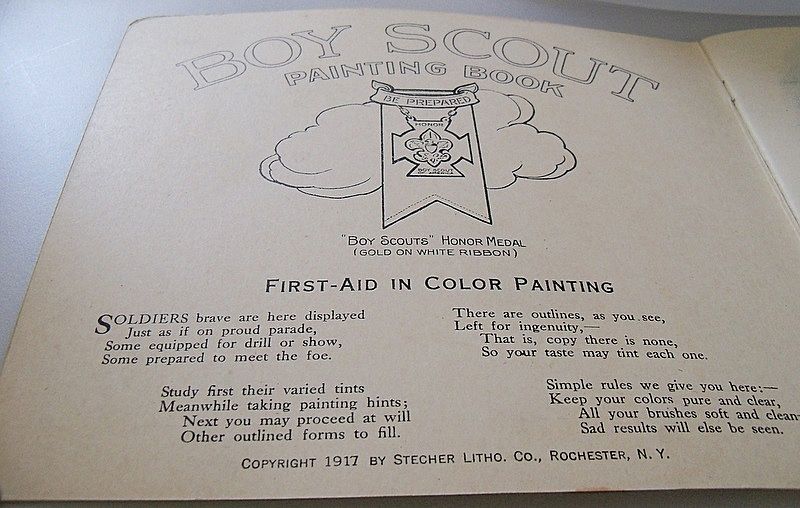 BOY SCOUT
PAINTING BOOK
BE PREPARED
HONOR
BOY SCOUT
"BOY SCOUTS" HONOR MEDAL
(GOLD ON WHITE RIBBON)
FIRST-AID IN COLOR PAINTING
SOLDIERS brave are here displayed
Just as if on proud parade,
Some equipped for drill or show,
Some prepared to meet the foe.
Study first their varied tints
Meanwhile taking painting hints;
Next you may proceed at will
Other outlined forms to fill.
There are outlines, as you see,
Left for ingenuity,—
That is, copy there is none,
So your taste may tint each one.
Simple rules we give you here:—
Keep your colors pure and clear,
All your brushes soft and clean
Sad results will else be seen.
COPYRIGHT 1917 BY STECHER LITHO. CO., ROCHESTER, N. Y.